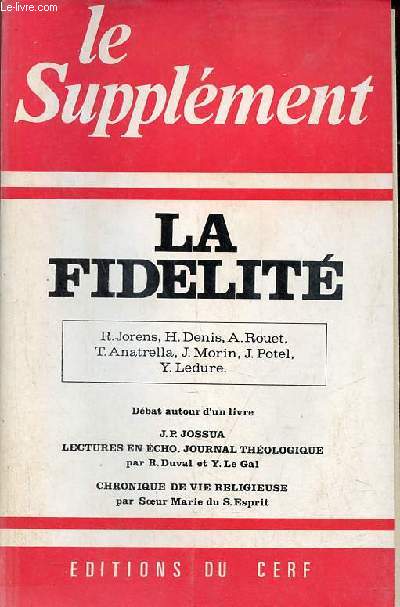 le-livre.com
le
Supplément
LA
FIDELITÉ
R. Jorens, H. Denis, A. Rouet,
T. Anatrella, J. Morin, J. Potel,
Y. Ledure.
Débat autour d'un livre
J.P. JOSSUA
LECTURES EN ÉCHO. JOURNAL THÉOLOGIQUE
par R. Duval et Y. Le Gal
CHRONIQUE DE VIE RELIGIEUSE
par Sœur Marie du S. Esprit
EDITIONS DU CERF